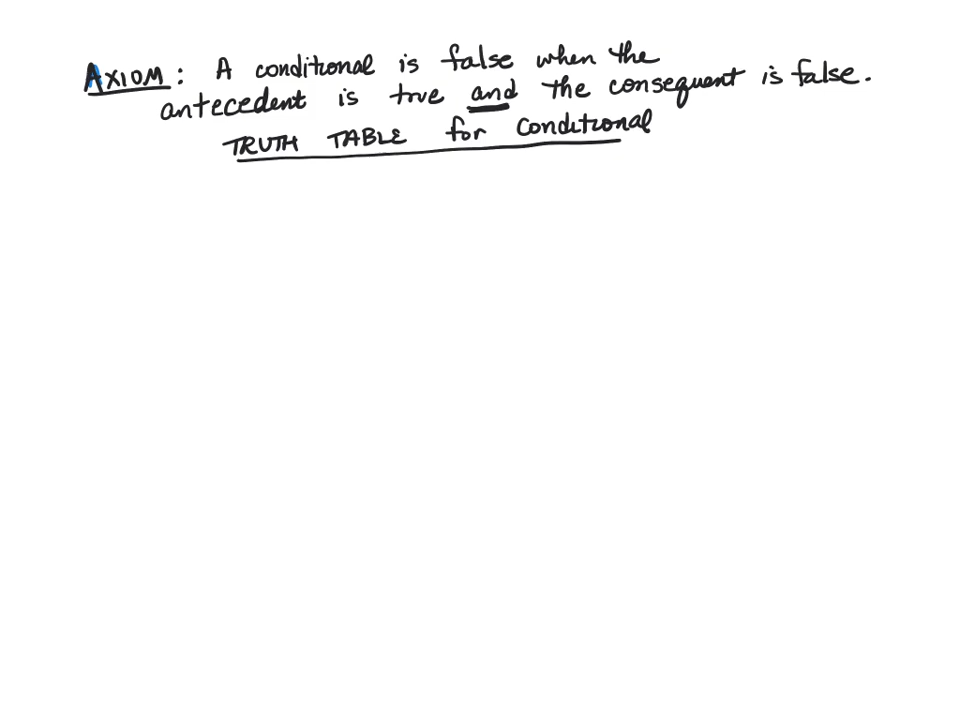 AXIOM: A conditional is false when the
antecedent is true and the consequent is false.
TRUTH TABLE for conditional